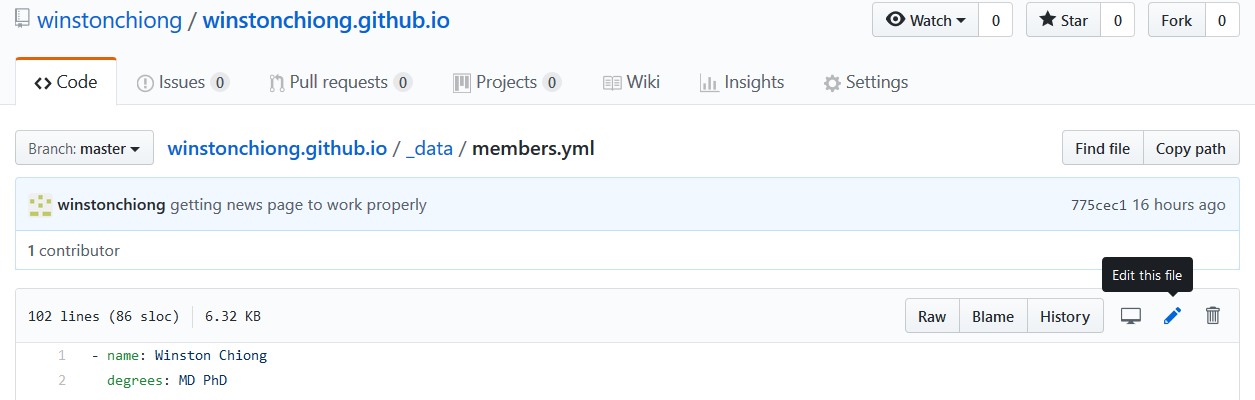 winstonchiong / winstonchiong.github.io Watch 0 Star 0 Fork 0
Code Issues 0 Pull requests 0 Projects 0 Wiki Insights Settings
Branch: master winstonchiong.github.io / _data / members.yml Find file Copy path
winstonchiong getting news page to work properly 775cec1 16 hours ago
1 contributor
Edit this file
102 lines (86 sloc) 6.32 KB Raw Blame History
1 - name: Winston Chiong
2 degrees: MD PhD